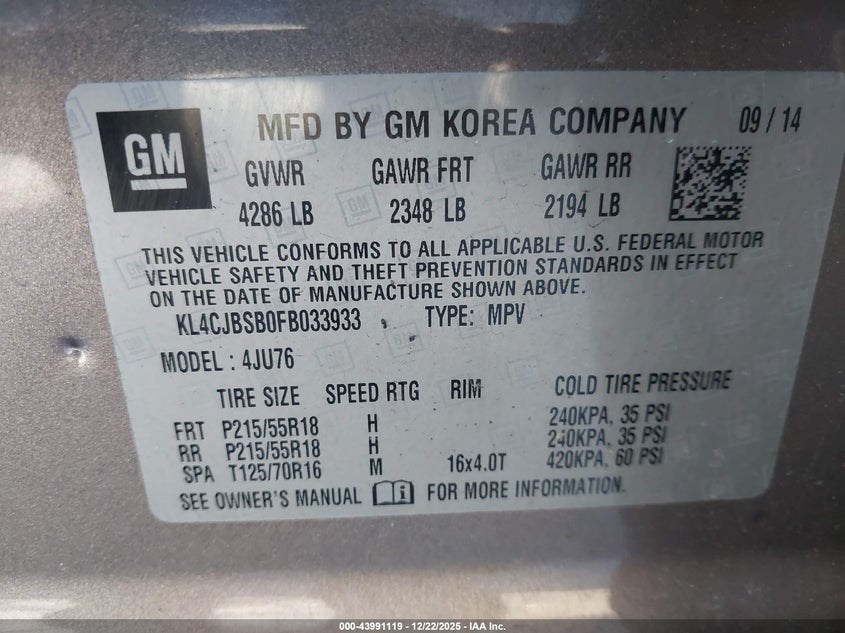 GM
MFD BY GM KOREA COMPANY 09 / 14
GVWR GAWR FRT GAWR RR
4286 LB 2348 LB 2194 LB
THIS VEHICLE CONFORMS TO ALL APPLICABLE U.S. FEDERAL MOTOR
VEHICLE SAFETY AND THEFT PREVENTION STANDARDS IN EFFECT
ON THE DATE OF MANUFACTURE SHOWN ABOVE.
KL4CJBSB0FB033933 TYPE: MPV
MODEL : 4JU76
TIRE SIZE SPEED RTG RIM COLD TIRE PRESSURE
FRT P215/55R18 H 240KPA, 35 PSI
RR P215/55R18 H 240KPA, 35 PSI
SPA T125/70R16 M 16x4.0T 420KPA, 60 PSI
SEE OWNER'S MANUAL FOR MORE INFORMATION.
000-43991119 - 12/22/2025 - IAA Inc.